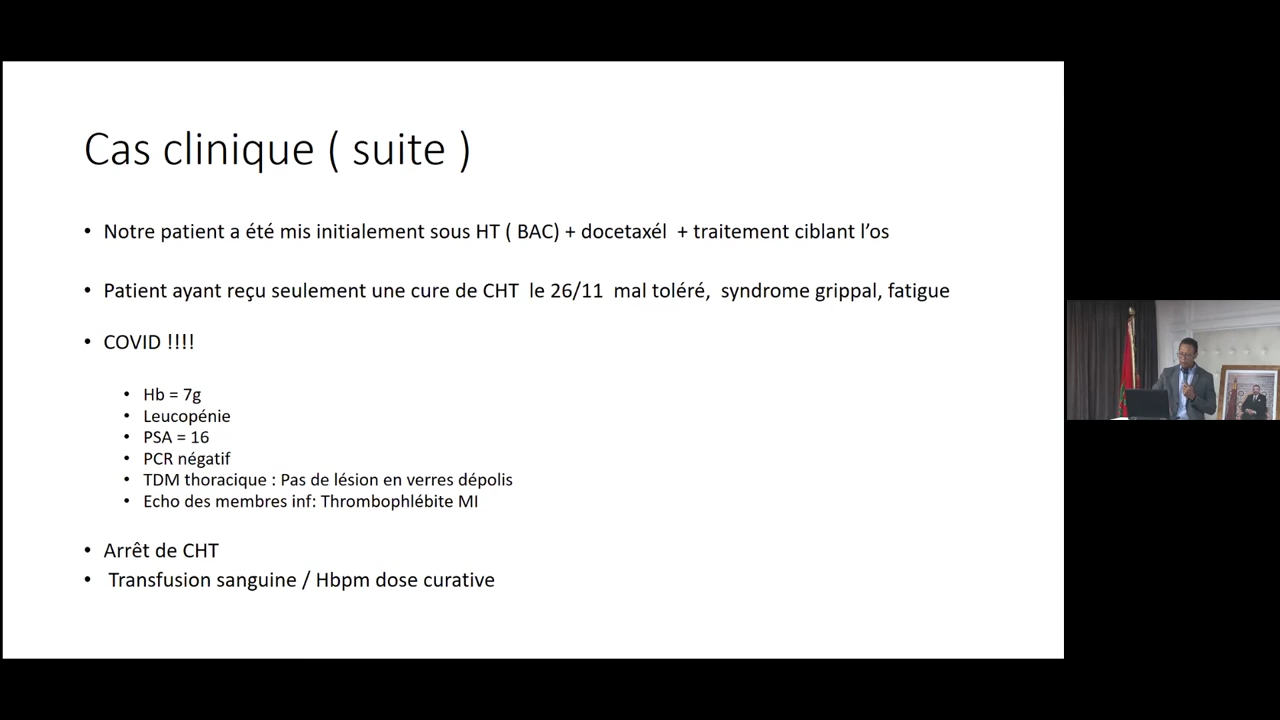 Cas clinique ( suite )
• Notre patient a été mis initialement sous HT ( BAC) + docetaxél + traitement ciblant l’os
• Patient ayant reçu seulement une cure de CHT le 26/11 mal toléré, syndrome grippal, fatigue
• COVID !!!!
• Hb = 7g
• Leucopénie
• PSA = 16
• PCR négatif
• TDM thoracique : Pas de lésion en verres dépolis
• Echo des membres inf: Thrombophlébite MI
• Arrêt de CHT
• Transfusion sanguine / Hbpm dose curative